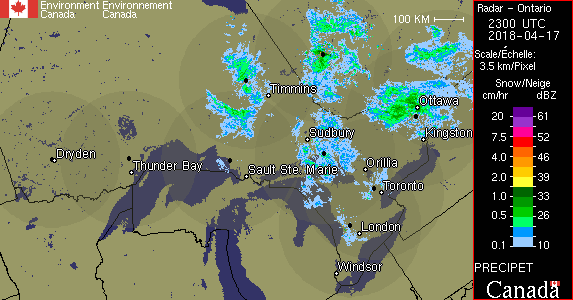 Environment Environnement
Canada Canada
100 KM
Timmins
Ottawa
Sudbury
Kingston
Dryden
Thunder Bay
Sault Ste. Marie
Orillia
Toronto
London
Windsor
Radar - Ontario
2300 UTC
2018-04-17
Scale/Échelle:
3.5 km/Pixel
Snow/Neige
cm/hr dBZ
20 61
7.5 52
4.0 46
2.0 39
1.0 33
0.5 26
0.1 10
PRECIPET
Canada